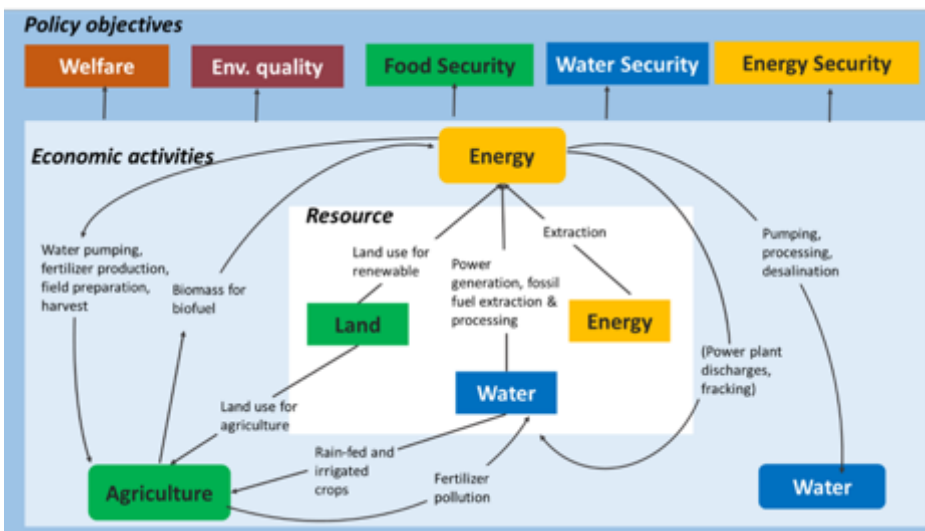 Policy objectives
Welfare
Env. quality
Food Security
Water Security
Energy Security
Economic activities
Energy
Resource
Water pumping,
fertilizer production,
field preparation,
harvest
Biomass for
biofuel
Land use for
renewable
Power
generation, fossil
fuel extraction &
processing
Extraction
Pumping,
processing,
desalination
Land
Energy
Water
(Power plant
discharges,
fracking)
Land use for
agriculture
Rain-fed and
irrigated
crops
Fertilizer
pollution
Agriculture
Water